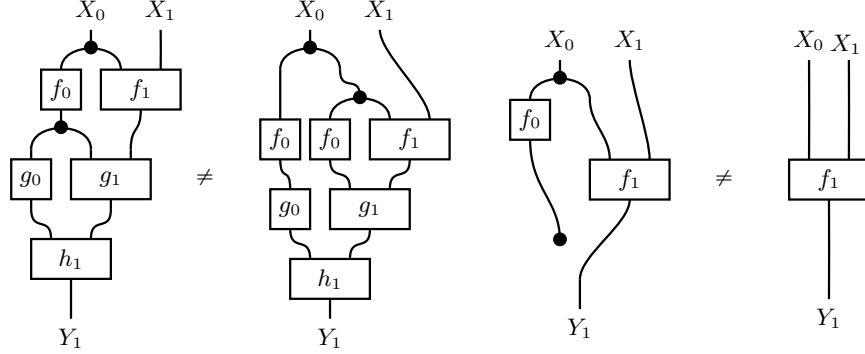 X₀ X₁ X₀ X₁ X₀ X₁ X₀ X₁
f₀ f₁ f₀
f₀ f₀ f₁
g₀ g₁ ≠ f₁ ≠ f₁
g₀ g₁
h₁ h₁
Y₁ Y₁ Y₁ Y₁